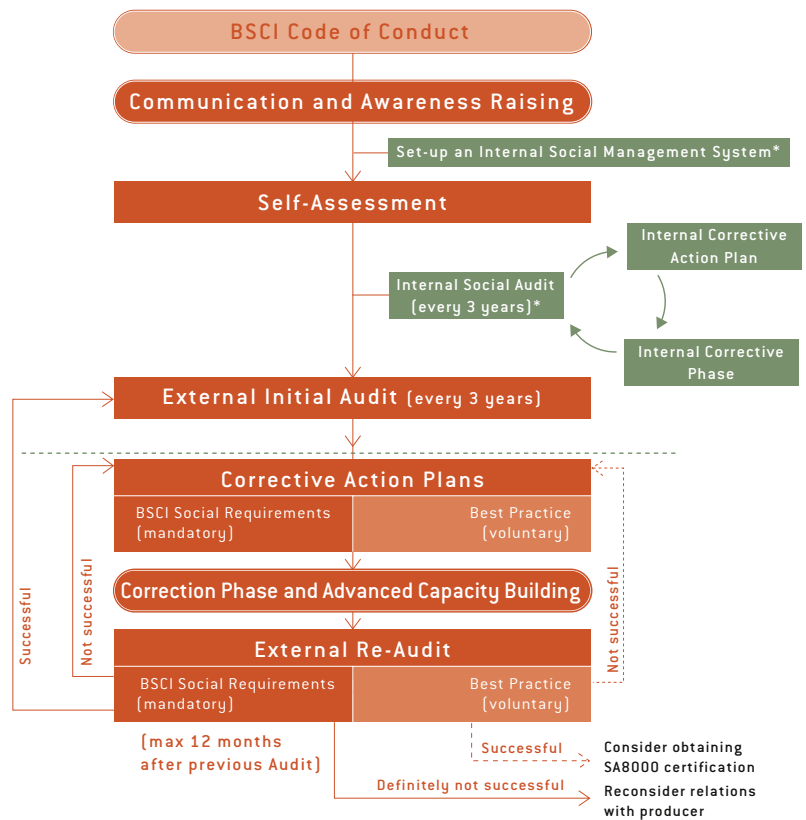 BSCI Code of Conduct
Communication and Awareness Raising
Set-up an Internal Social Management System*
Self-Assessment
Internal Corrective
Action Plan
Internal Social Audit
(every 3 years)*
Internal Corrective
Phase
External Initial Audit (every 3 years)
Corrective Action Plans
BSCI Social Requirements
(mandatory)
Best Practice
(voluntary)
Correction Phase and Advanced Capacity Building
Successful
Not successful
Not successful
External Re-Audit
BSCI Social Requirements
(mandatory)
Best Practice
(voluntary)
(max 12 months
after previous Audit)
Successful
Consider obtaining
SA8000 certification
Definitely not successful
Reconsider relations
with producer